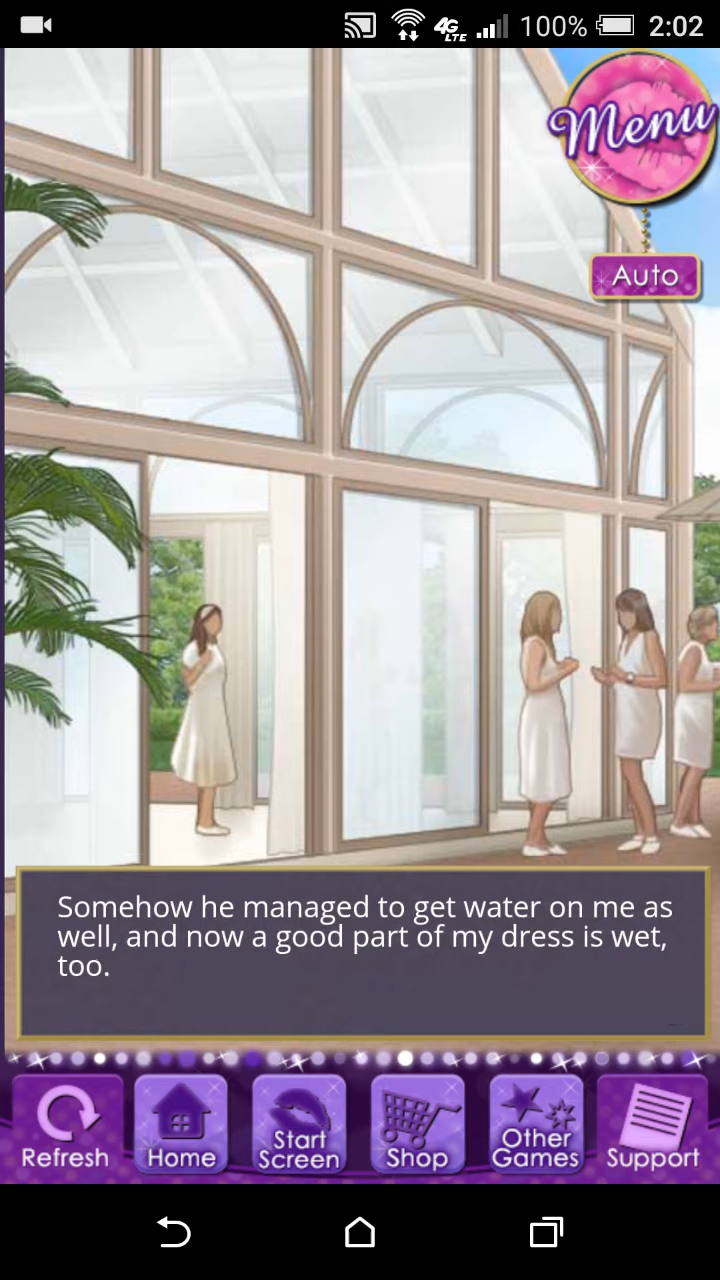 4G LTE 100% 2:02
Menu
Auto
Somehow he managed to get water on me as
well, and now a good part of my dress is wet,
too.
Refresh
Home
Start
Screen
Shop
Other
Games
Support